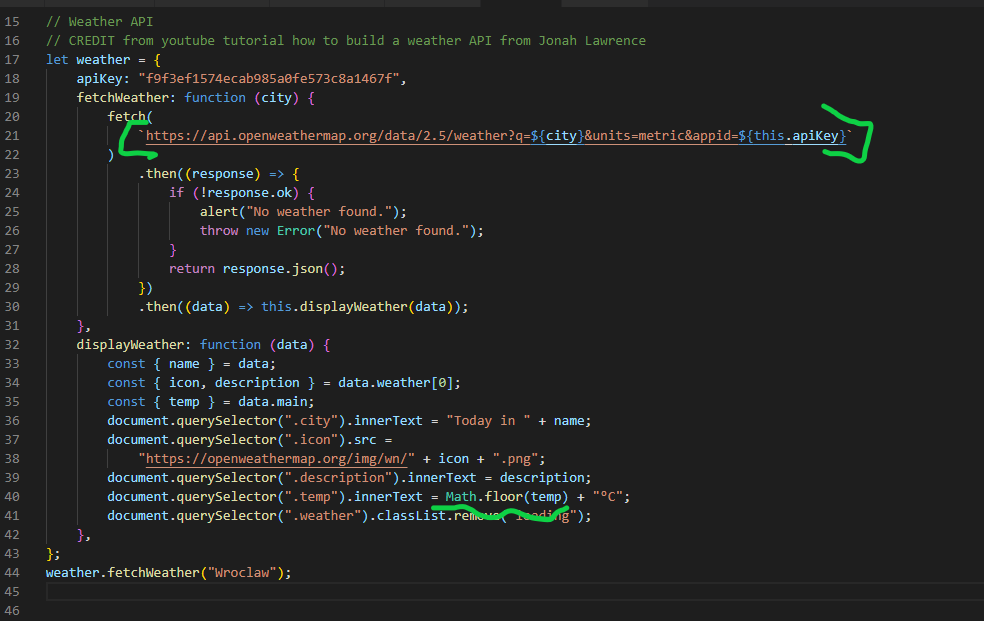 15 // Weather API
16 // CREDIT from youtube tutorial how to build a weather API from Jonah Lawrence
17 let weather = {
18 apiKey: "f9f3ef1574ecab985a0fe573c8a1467f",
19 fetchWeather: function (city) {
20 fetch(
21 `https://api.openweathermap.org/data/2.5/weather?q=${city}&units=metric&appid=${this.apiKey}`
22 )
23 .then((response) => {
24 if (!response.ok) {
25 alert("No weather found.");
26 throw new Error("No weather found.");
27 }
28 return response.json();
29 })
30 .then((data) => this.displayWeather(data));
31 },
32 displayWeather: function (data) {
33 const { name } = data;
34 const { icon, description } = data.weather[0];
35 const { temp } = data.main;
36 document.querySelector(".city").innerText = "Today in " + name;
37 document.querySelector(".icon").src =
38 "https://openweathermap.org/img/wn/" + icon + ".png";
39 document.querySelector(".description").innerText = description;
40 document.querySelector(".temp").innerText = Math.floor(temp) + "°C";
41 document.querySelector(".weather").classList.remove("loading");
42 },
43 };
44 weather.fetchWeather("Wroclaw");
45
46